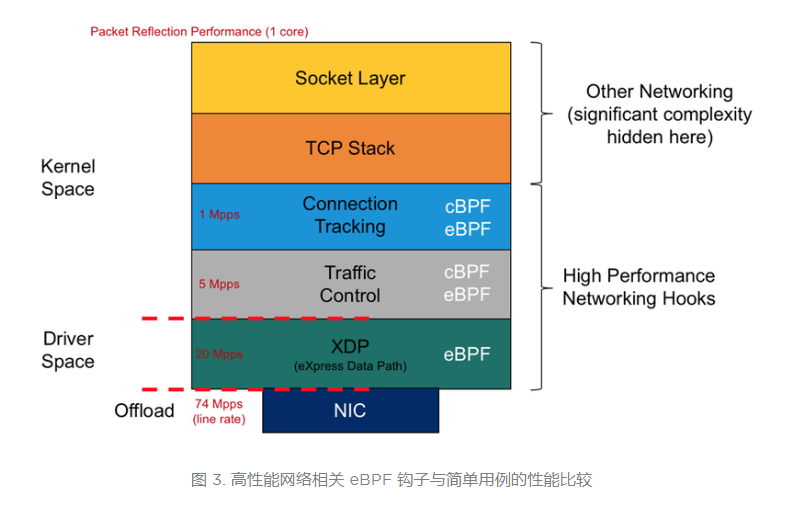 Packet Reflection Performance (1 core)
Socket Layer
Other Networking
(significant complexity
hidden here)
TCP Stack
Kernel
Space
1 Mpps
Connection
Tracking
cBPF
eBPF
5 Mpps
Traffic
Control
cBPF
eBPF
High Performance
Networking Hooks
Driver
Space
20 Mpps
XDP
(eXpress Data Path)
eBPF
Offload
74 Mpps
(line rate)
NIC
图 3. 高性能网络相关 eBPF 钩子与简单用例的性能比较